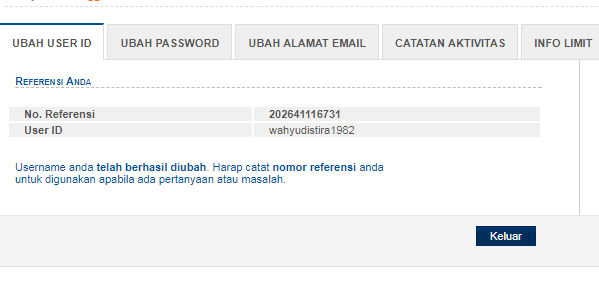 UBAH USER ID
UBAH PASSWORD
UBAH ALAMAT EMAIL
CATATAN AKTIVITAS
INFO LIMIT
REFERENSI ANDA
No. Referensi 202641116731
User ID wahyudistira1982
Username anda telah berhasil diubah. Harap catat nomor referensi anda
untuk digunakan apabila ada pertanyaan atau masalah.
Keluar